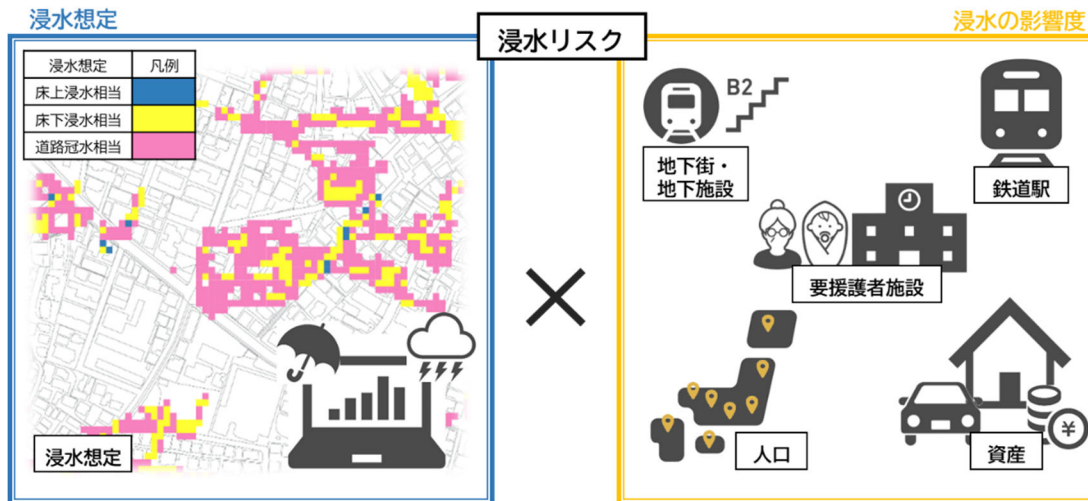 浸水想定
浸水リスク
浸水の影響度
浸水想定 凡例
床上浸水相当
床下浸水相当
道路冠水相当
浸水想定
B2
地下街・
地下施設
鉄道駅
要援護者施設
人口
¥
資産